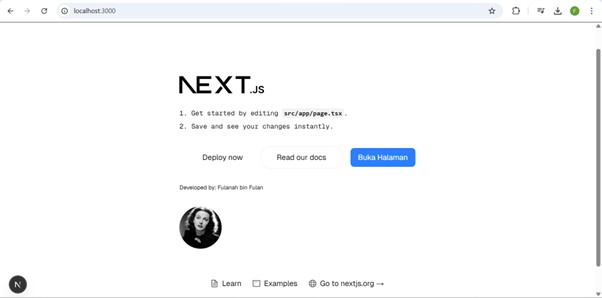 localhost:3000
NEXT.JS
1. Get started by editing src/app/page.tsx.
2. Save and see your changes instantly.
Deploy now Read our docs Buka Halaman
Developed by: Fulanah bin Fulan
Learn Examples Go to nextjs.org →
N
F